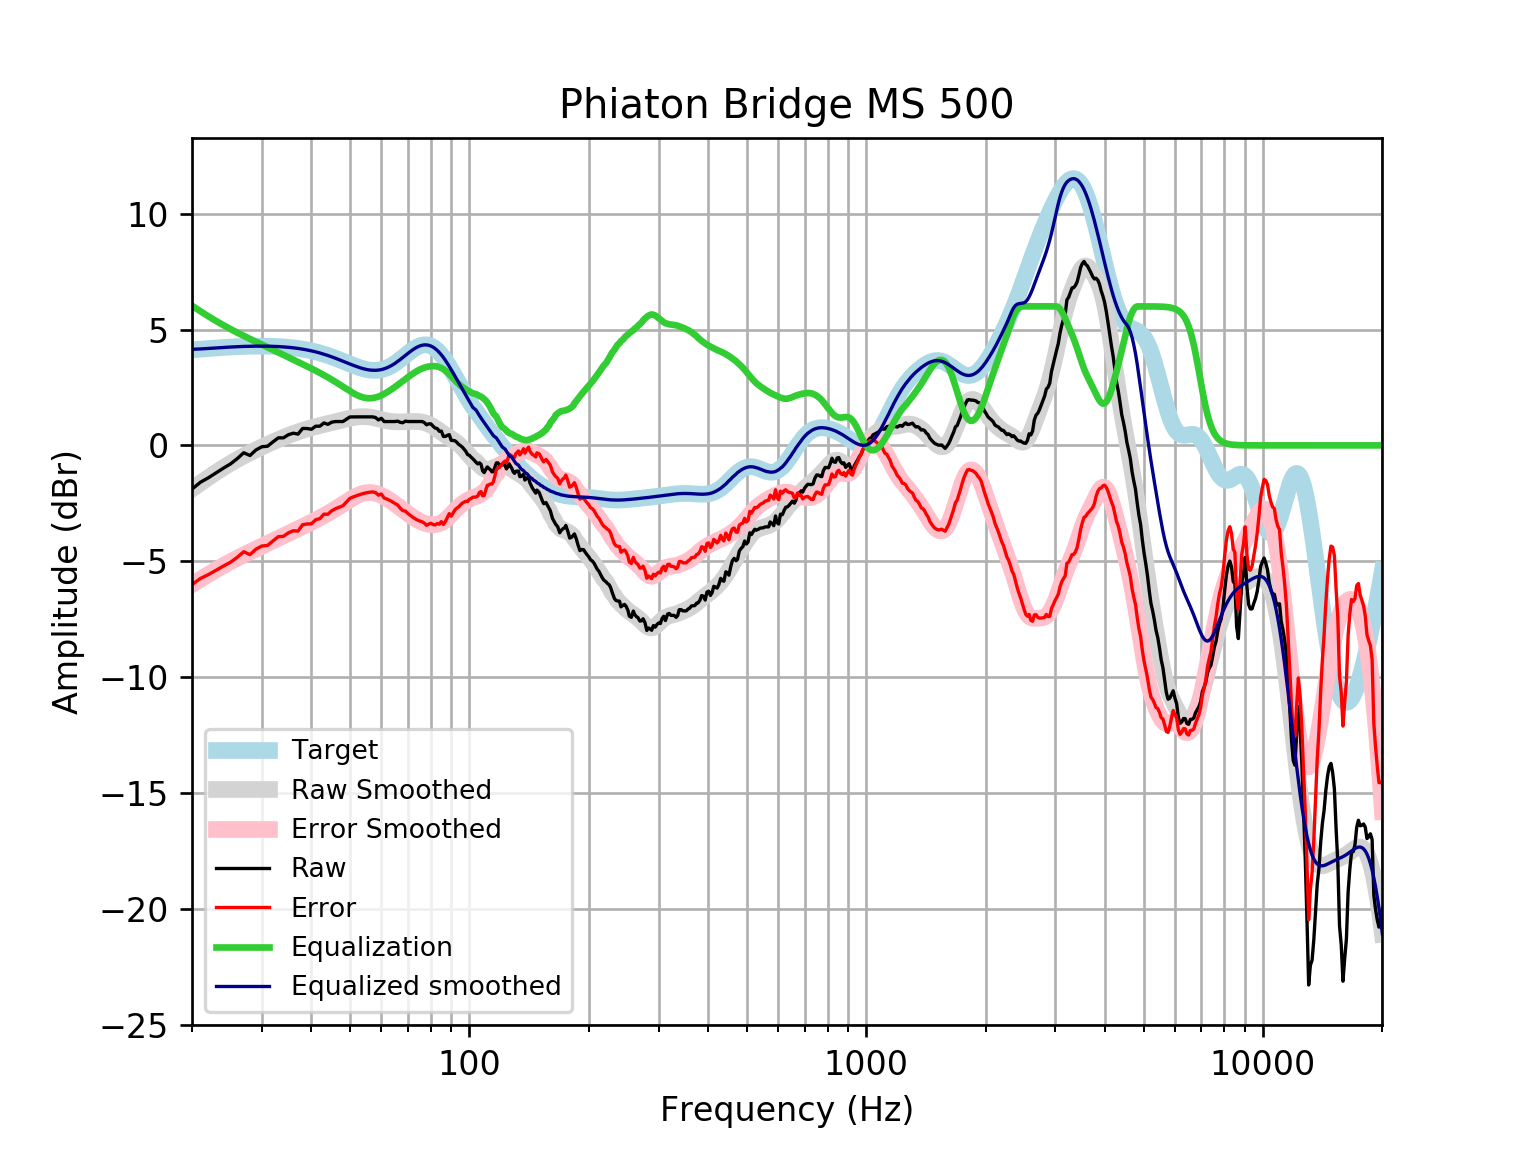 Phiaton Bridge MS 500
Amplitude (dBr)
10
5
0
−5
−10
−15
−20
−25
Target
Raw Smoothed
Error Smoothed
Raw
Error
Equalization
Equalized smoothed
100
1000
10000
Frequency (Hz)